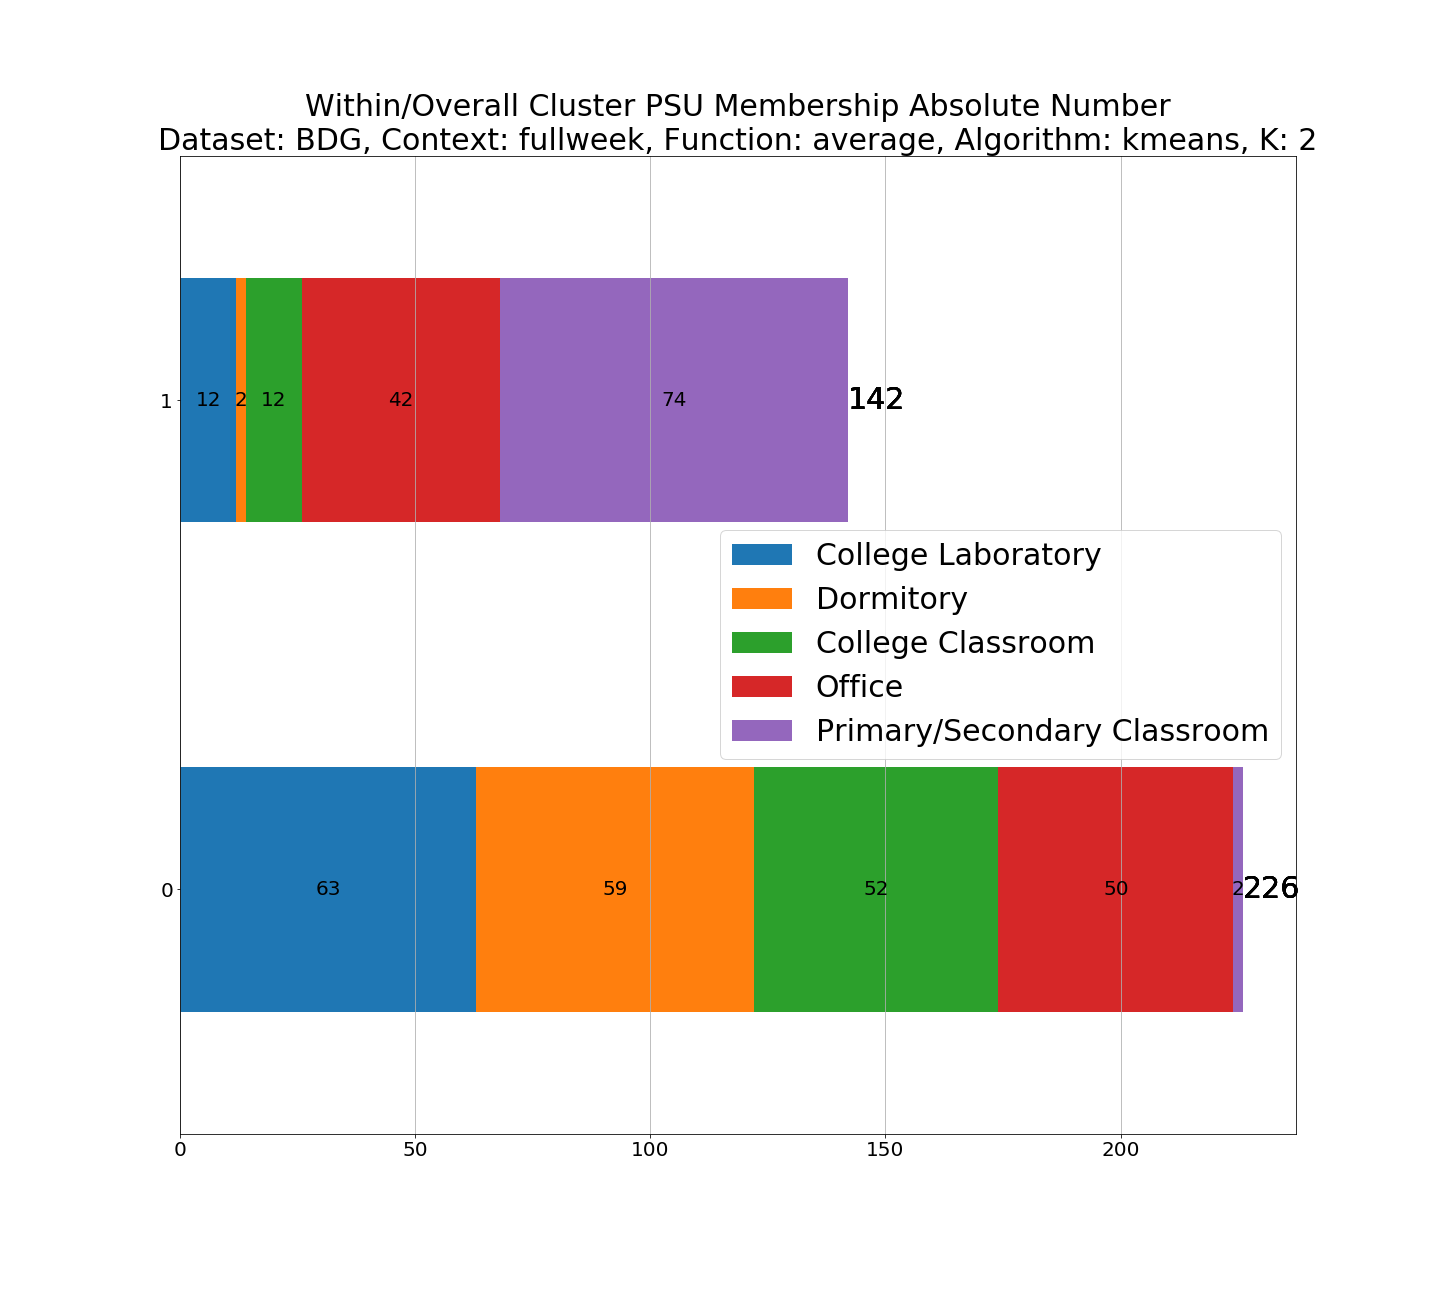 Within/Overall Cluster PSU Membership Absolute Number
Dataset: BDG, Context: fullweek, Function: average, Algorithm: kmeans, K: 2
1
12
2
12
42
74
142
College Laboratory
Dormitory
College Classroom
Office
Primary/Secondary Classroom
0
63
59
52
50
2
226
0
50
100
150
200